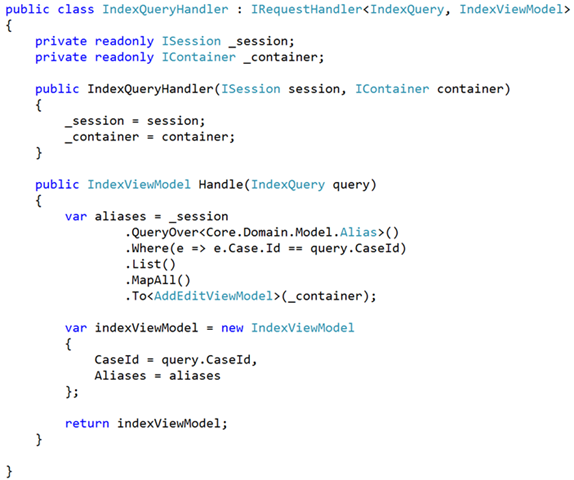 public class IndexQueryHandler : IRequestHandler<IndexQuery, IndexViewModel>
{
    private readonly ISession _session;
    private readonly IContainer _container;

    public IndexQueryHandler(ISession session, IContainer container)
    {
        _session = session;
        _container = container;
    }

    public IndexViewModel Handle(IndexQuery query)
    {
        var aliases = _session
                .QueryOver<Core.Domain.Model.Alias>()
                .Where(e => e.Case.Id == query.CaseId)
                .List()
                .MapAll()
                .To<AddEditViewModel>(_container);

        var indexViewModel = new IndexViewModel
        {
            CaseId = query.CaseId,
            Aliases = aliases
        };

        return indexViewModel;
    }

}